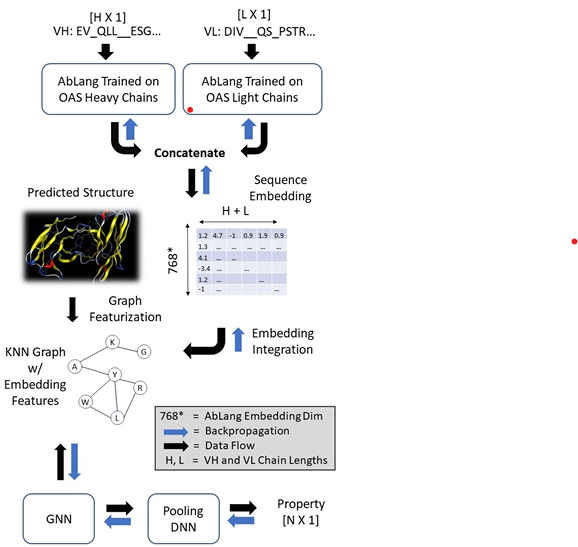 [H X 1]
VH: EV_QLL__ESG...
[L X 1]
VL: DIV__QS_PSTR...
AbLang Trained on
OAS Heavy Chains
AbLang Trained on
OAS Light Chains
Concatenate
Predicted Structure
Sequence
Embedding
H + L
768*
1.2 4.7 -1 0.9 1.9 0.9
1.3 ... ... ... ... ...
4.1 ... ...
-3.4 ... ...
1.2 ... ...
-1 ... ...
Graph
Featurization
Embedding
Integration
KNN Graph
w/
Embedding
Features
K
G
A
Y
R
W
L
768* = AbLang Embedding Dim
= Backpropagation
= Data Flow
H, L = VH and VL Chain Lengths
GNN
Pooling
DNN
Property
[N X 1]